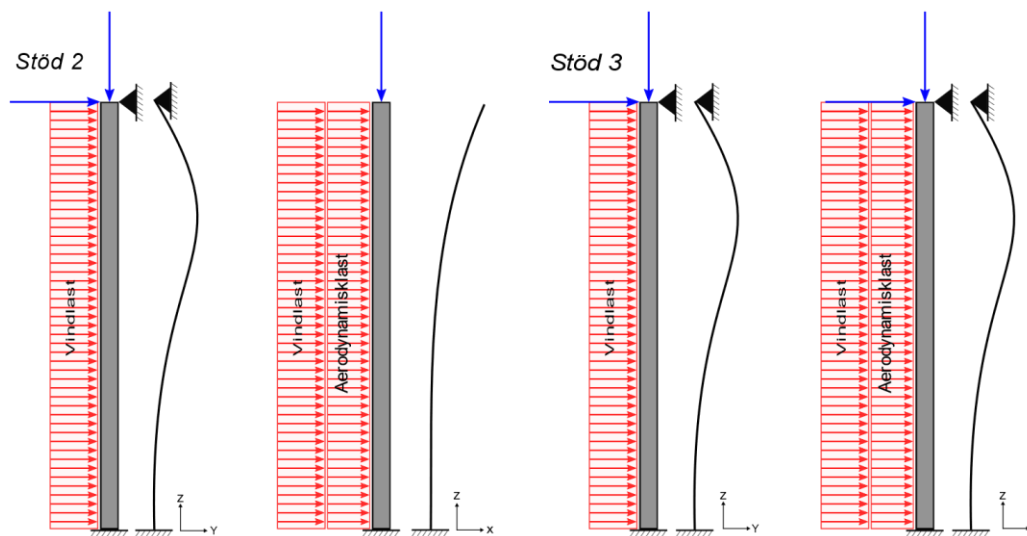 Stöd 2
Vindlast
Z
Y
Vindlast
Aerodynamisklast
Z
X
Stöd 3
Vindlast
Z
Y
Vindlast
Aerodynamisklast
Z